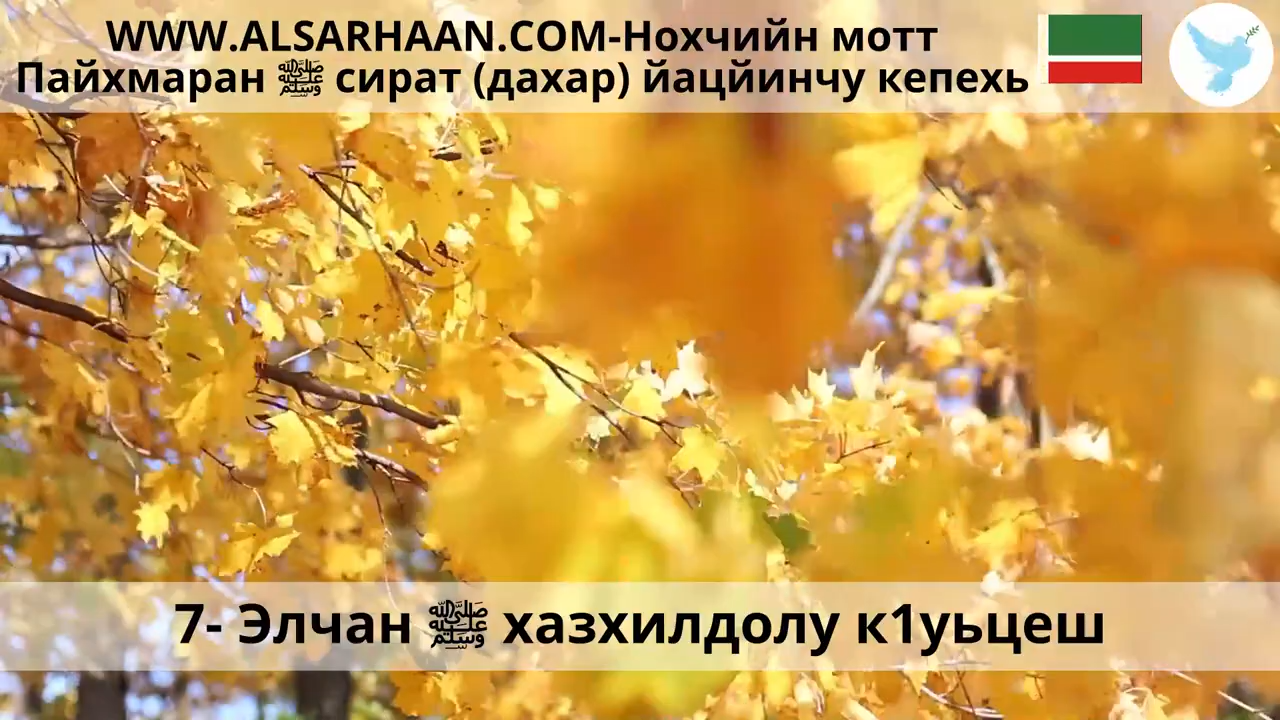 WWW.ALSARHAAN.COM-Нохчийн мотт
Пайхмаран ﷺ сират (дахар) йацйинчу кепехь
7- Элчан ﷺ хазхилдолу к1уьцеш